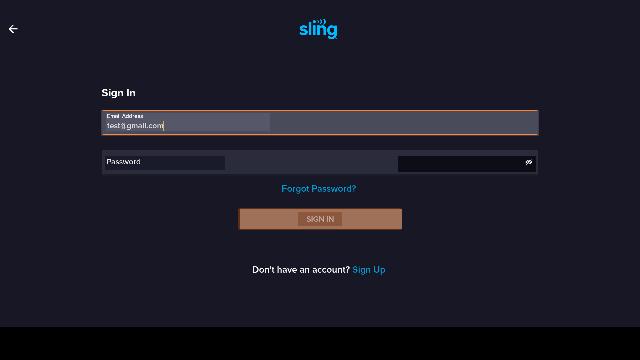 sling
Sign In
Email Address
test@gmail.com
Password
Forgot Password?
SIGN IN
Don't have an account? Sign Up